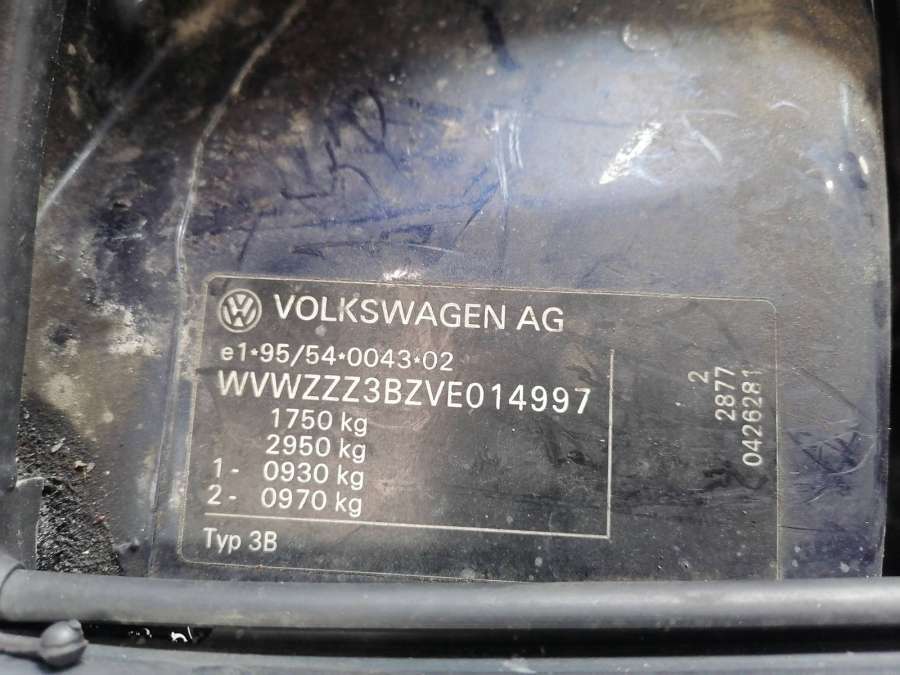 VOLKSWAGEN AG
e1*95/54*0043*02
WVWZZZ3BZVE014997
1750 kg
2950 kg
1- 0930 kg
2- 0970 kg
Typ 3B
2
2877
0426281